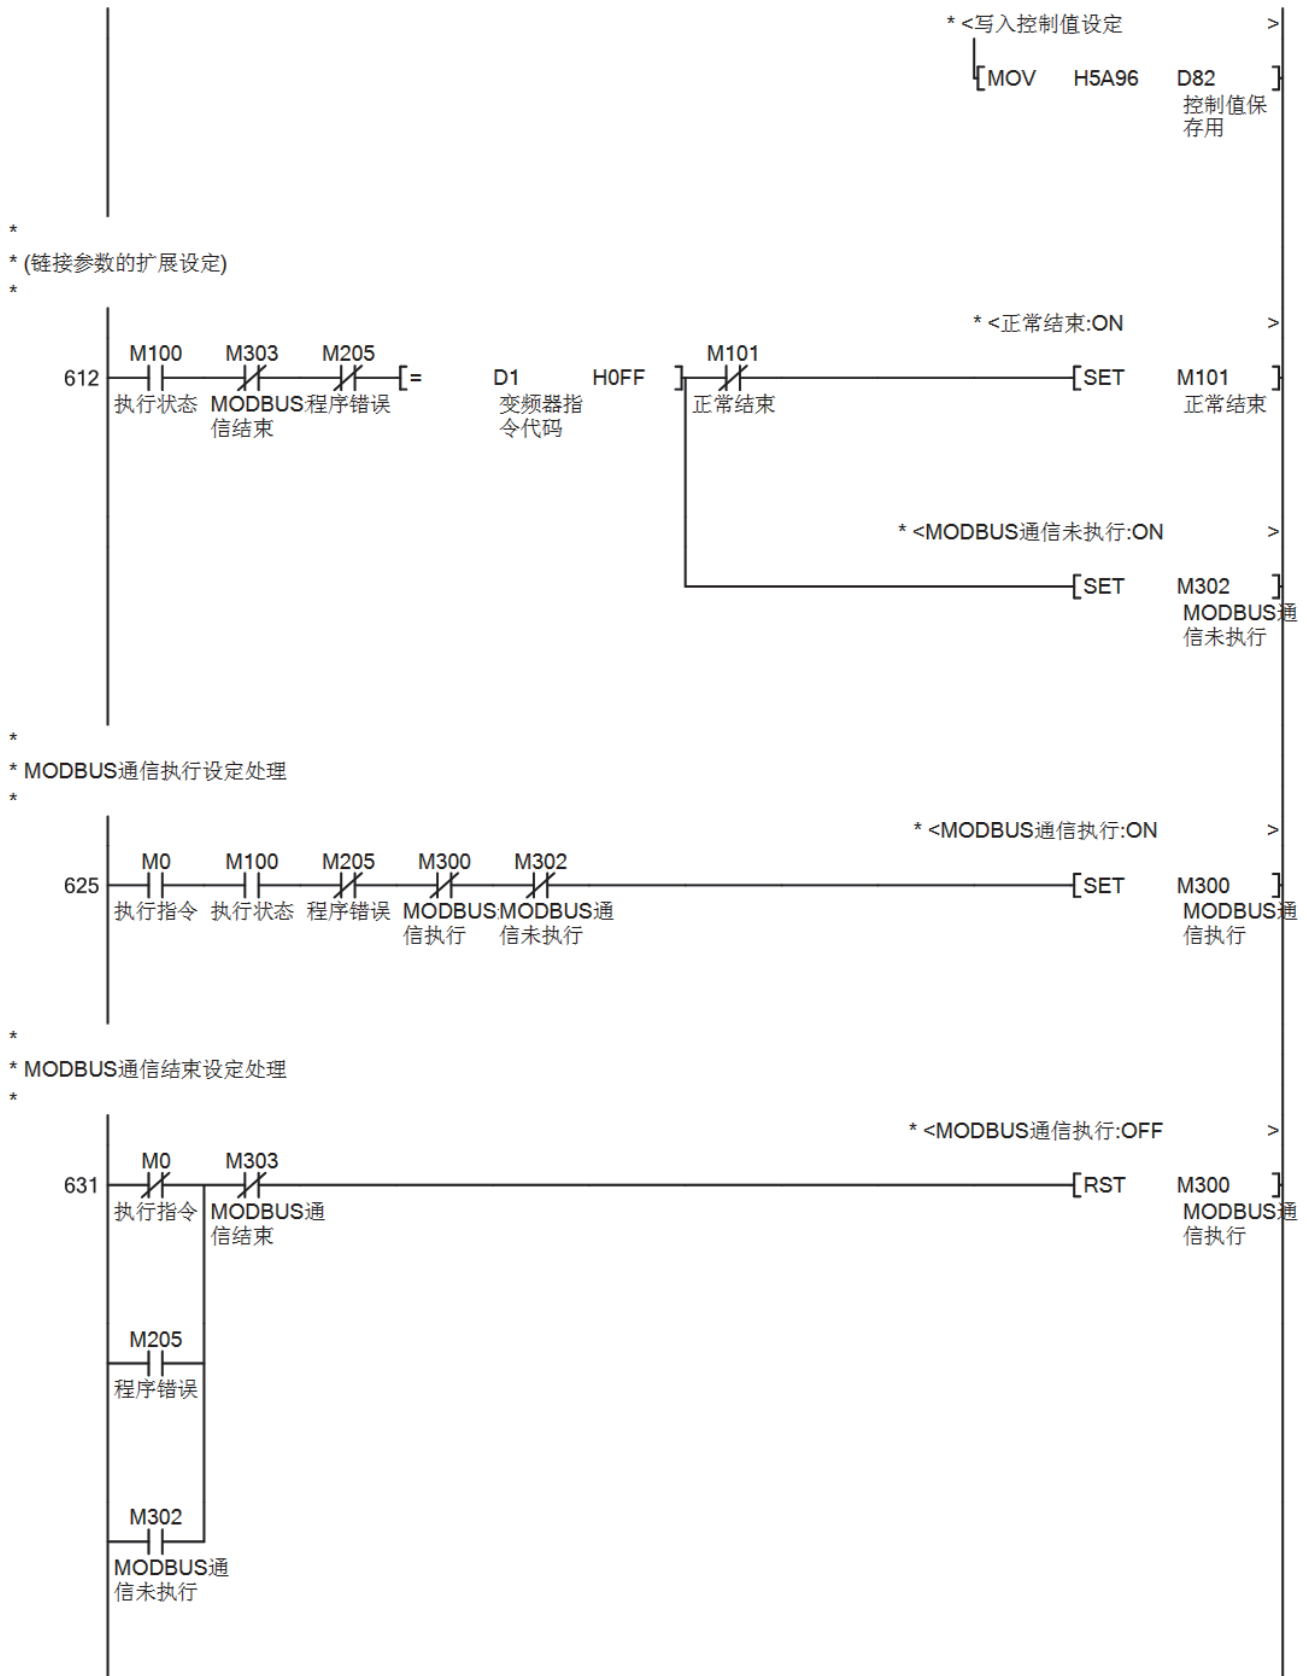 * <写入控制值设定 >
[MOV H5A96 D82 ]
控制值保
存用
*
* (链接参数的扩展设定)
*
* <正常结束:ON >
M100 M303 M205 M101
612 [= D1 H0FF ] [SET M101 ]
执行状态 MODBUS 程序错误 变频器指 正常结束 正常结束
信结束 令代码
* <MODBUS通信未执行:ON >
[SET M302 ]
MODBUS通
信未执行
*
* MODBUS通信执行设定处理
*
* <MODBUS通信执行:ON >
M0 M100 M205 M300 M302
625 [SET M300 ]
执行指令 执行状态 程序错误 MODBUS MODBUS通 MODBUS通
信执行 信未执行 信执行
*
* MODBUS通信结束设定处理
*
* <MODBUS通信执行:OFF >
M0 M303
631 [RST M300 ]
执行指令 MODBUS通 MODBUS通
信结束 信执行
M205
程序错误
M302
MODBUS通
信未执行